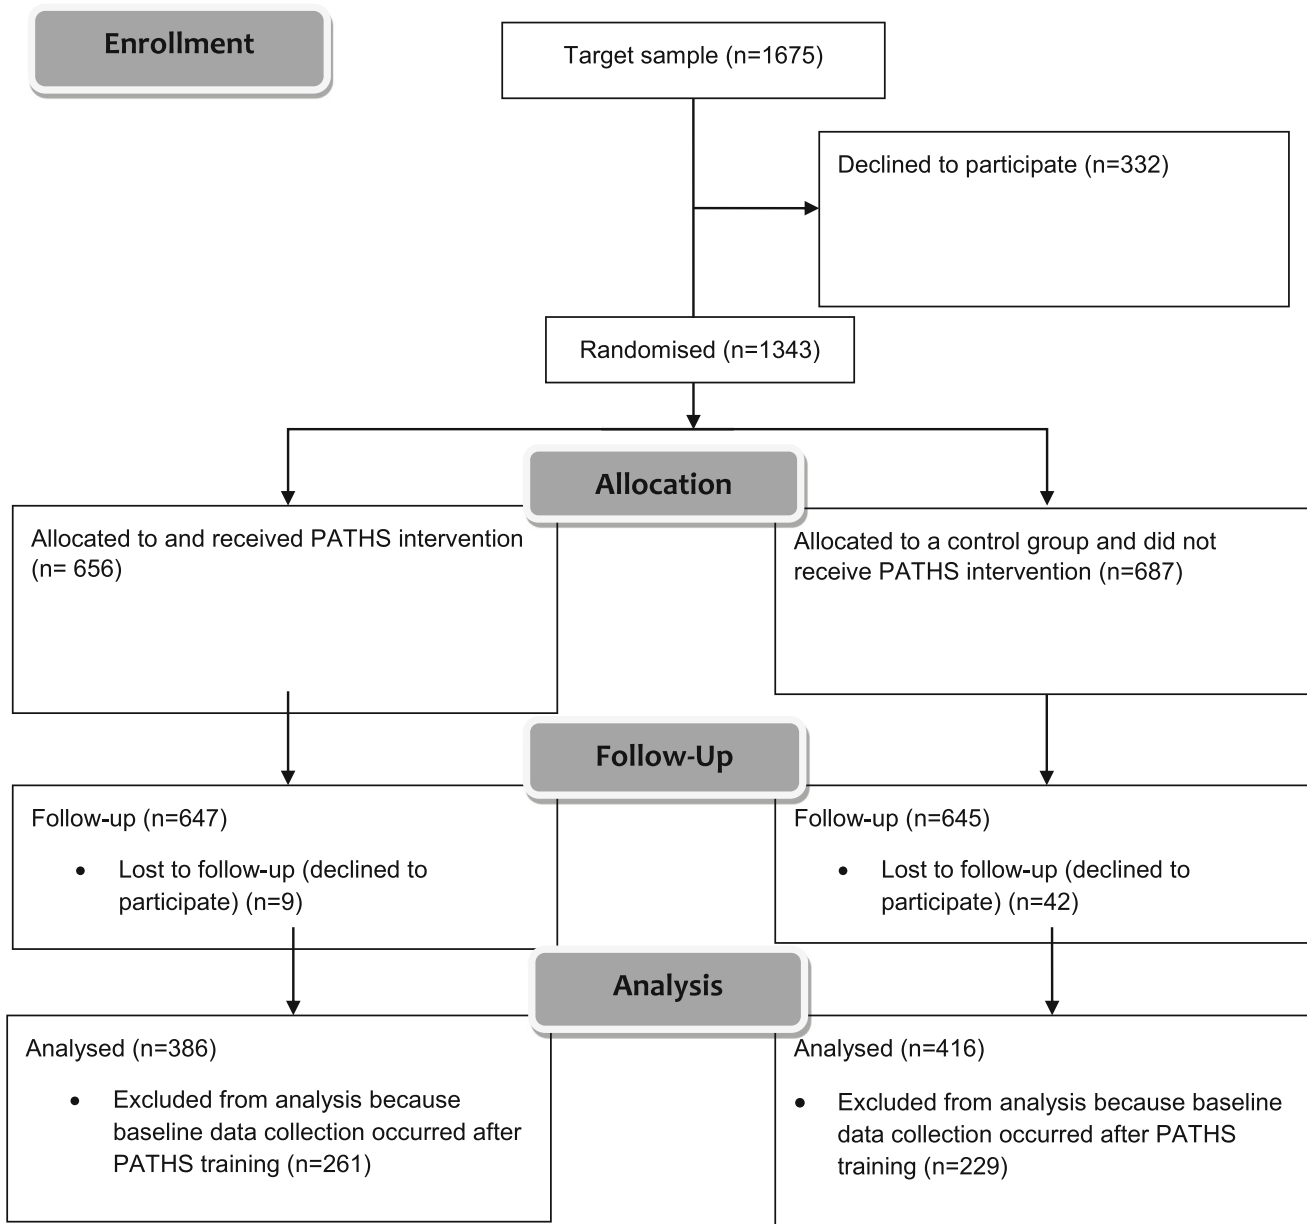 Enrollment
Target sample (n=1675)
Declined to participate (n=332)
Randomised (n=1343)
Allocation
Allocated to and received PATHS intervention
(n= 656)
Allocated to a control group and did not
receive PATHS intervention (n=687)
Follow-Up
Follow-up (n=647)
• Lost to follow-up (declined to
participate) (n=9)
Follow-up (n=645)
• Lost to follow-up (declined to
participate) (n=42)
Analysis
Analysed (n=386)
• Excluded from analysis because
baseline data collection occurred after
PATHS training (n=261)
Analysed (n=416)
• Excluded from analysis because baseline
data collection occurred after PATHS
training (n=229)